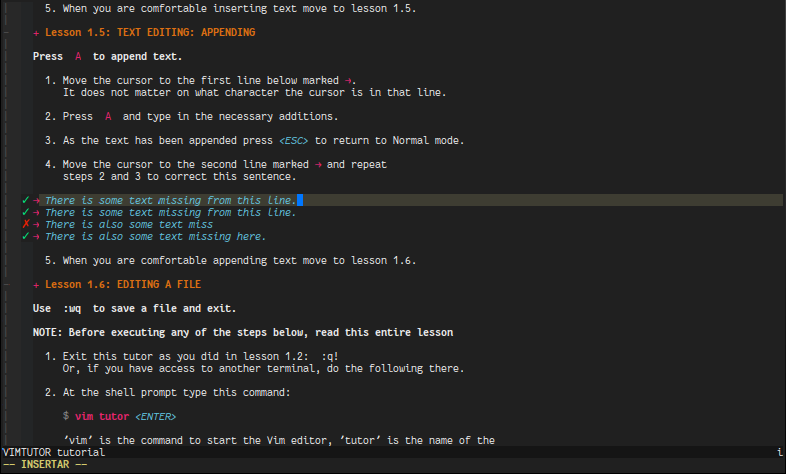 5. When you are comfortable inserting text move to lesson 1.5.
+ Lesson 1.5: TEXT EDITING: APPENDING
Press  A  to append text.
1. Move the cursor to the first line below marked →.
It does not matter on what character the cursor is in that line.
2. Press  A  and type in the necessary additions.
3. As the text has been appended press <ESC> to return to Normal mode.
4. Move the cursor to the second line marked → and repeat
steps 2 and 3 to correct this sentence.
✓ → There is some text missing from this line.
✓ → There is some text missing from this line.
✗ → There is also some text miss
✓ → There is also some text missing here.
5. When you are comfortable appending text move to lesson 1.6.
+ Lesson 1.6: EDITING A FILE
Use  :wq  to save a file and exit.
NOTE: Before executing any of the steps below, read this entire lesson
1. Exit this tutor as you did in lesson 1.2:  :q!
Or, if you have access to another terminal, do the following there.
2. At the shell prompt type this command:
$ vim tutor <ENTER>
'vim' is the command to start the Vim editor, 'tutor' is the name of the
VIMTUTOR tutorial i
-- INSERTAR --